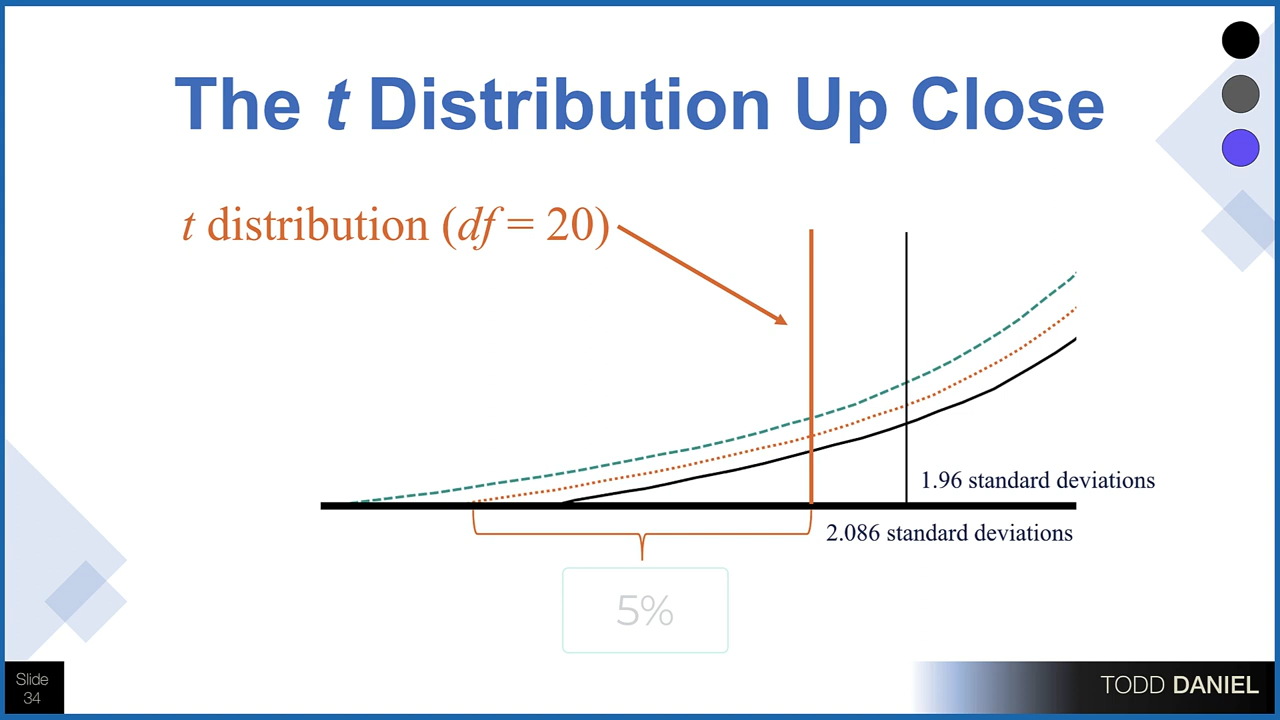 The t Distribution Up Close
t distribution (df = 20)
1.96 standard deviations
2.086 standard deviations
5%
Slide
34
TODD DANIEL